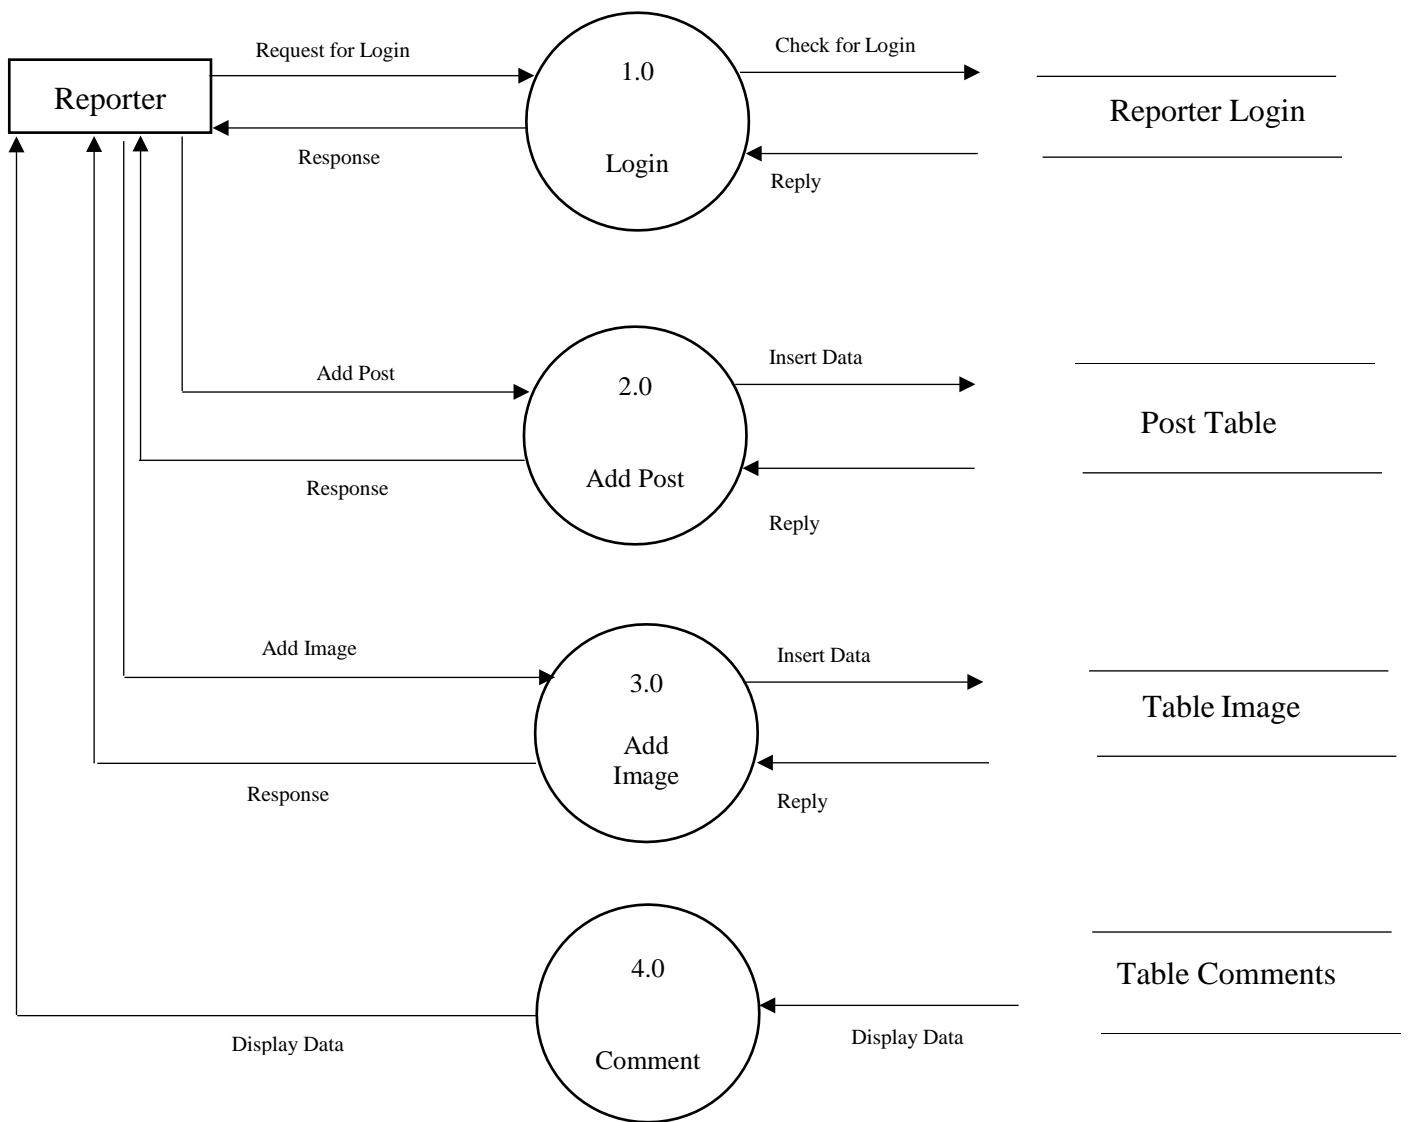 Request for Login
Check for Login
Reporter
1.0
Reporter Login
Response
Login
Reply
Add Post
Insert Data
2.0
Post Table
Response
Add Post
Reply
Add Image
Insert Data
3.0
Table Image
Add
Image
Response
Reply
4.0
Table Comments
Display Data
Comment
Display Data